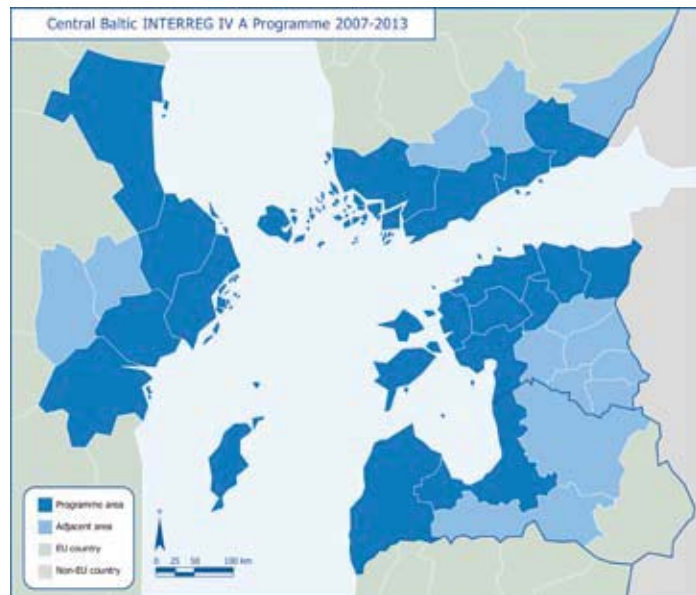 Central Baltic INTERREG IV A Programme 2007-2013
Programme area
Adjacent area
EU country
Non-EU country
0 25 50 100 km